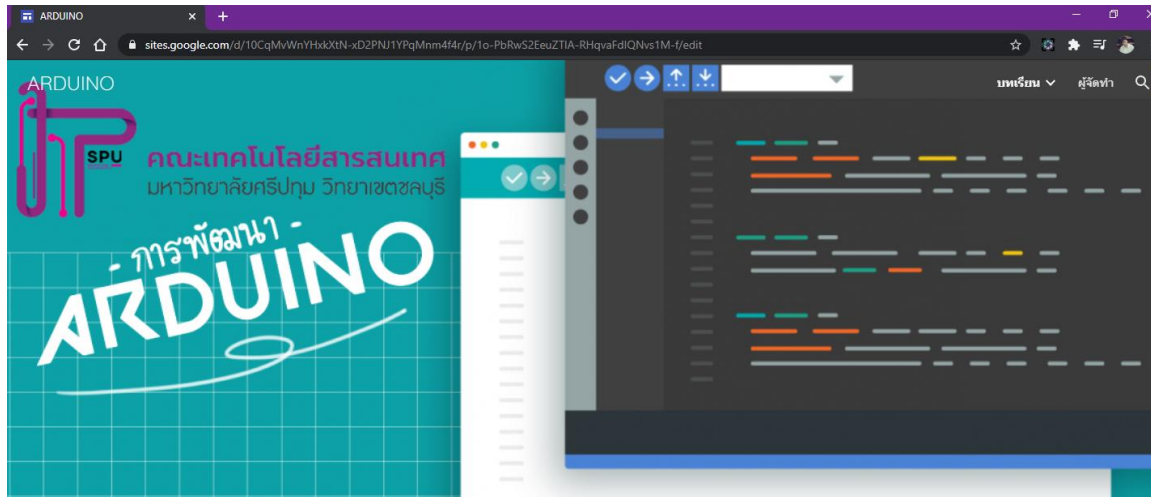 ARDUINO
sites.google.com/d/10CqMvWnYHxkXtN-xD2PNJ1YPqMnm4f4r/p/1o-PbRwS2EeuZTIA-RHqvaFdIQNvs1M-f/edit
ARDUINO
บทเรียน
ผู้จัดทำ
SPU
คณะเทคโนโลยีสารสนเทศ
มหาวิทยาลัยศรีปทุม วิทยาเขตชลบุรี
- การพัฒนา -
ARDUINO